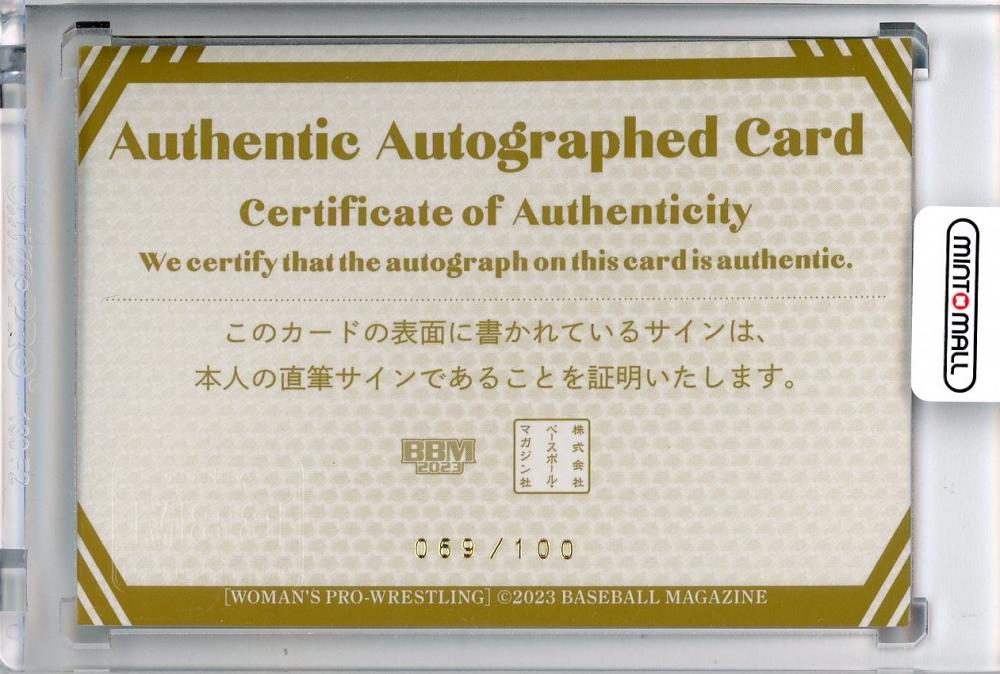 Authentic Autographed Card
Certificate of Authenticity
We certify that the autograph on this card is authentic.
このカードの表面に書かれているサインは、
本人の直筆サインであることを証明いたします。
BBM
2023
株式会社
ベースボール・
マガジン社
069/100
[WOMAN'S PRO-WRESTLING] ©2023 BASEBALL MAGAZINE
MINTOMALL